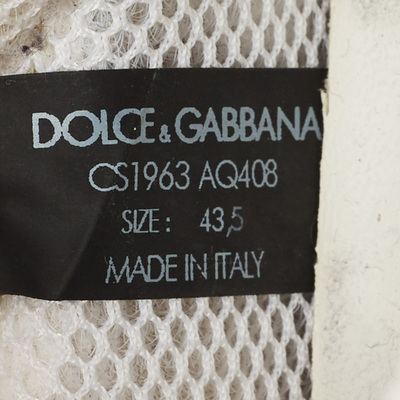 DOLCE & GABBANA
CS1963 AQ408
SIZE: 43,5
MADE IN ITALY